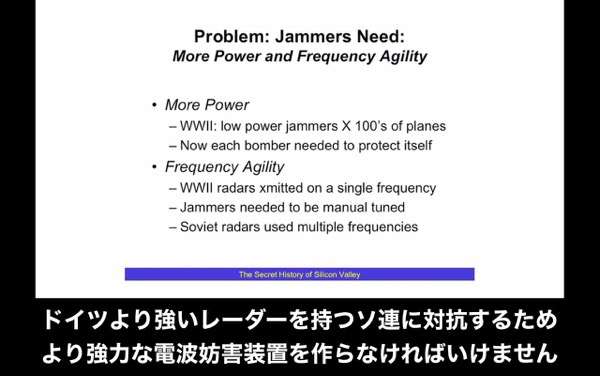 Problem: Jammers Need:
More Power and Frequency Agility
• More Power
– WWII: low power jammers X 100's of planes
– Now each bomber needed to protect itself
• Frequency Agility
– WWII radars xmitted on a single frequency
– Jammers needed to be manual tuned
– Soviet radars used multiple frequencies
The Secret History of Silicon Valley
ドイツより強いレーダーを持つソ連に対抗するため
より強力な電波妨害装置を作らなければいけません